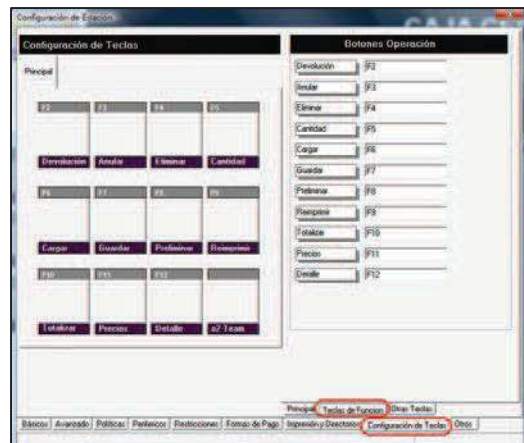 Configuración de Estación
Configuración de Teclas
Botones Operación
Principal
F2 F3 F4 F5
Devolución Anular Eliminar Cantidad
F6 F7 F8 F9
Cargar Guardar Preliminar Reimprimir
F10 F11 F12
Totalizar Precios Detalle a2 Team
Devolución F2
Anular F3
Eliminar F4
Cantidad F5
Cargar F6
Guardar F7
Preliminar F8
Reimprimir F9
Totalizar F10
Precios F11
Detalle F12
Principal Teclas de Funcion Otras Teclas
Básicos Avanzado Políticas Periféricos Restricciones Formas de Pago Impresión y Directorios Configuración de Teclas Otros